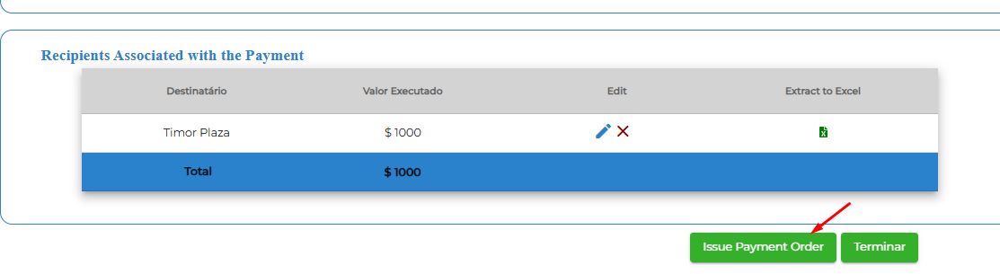 Recipients Associated with the Payment
Destinatário Valor Executado Edit Extract to Excel
Timor Plaza $ 1000
Total $ 1000
Issue Payment Order Terminar